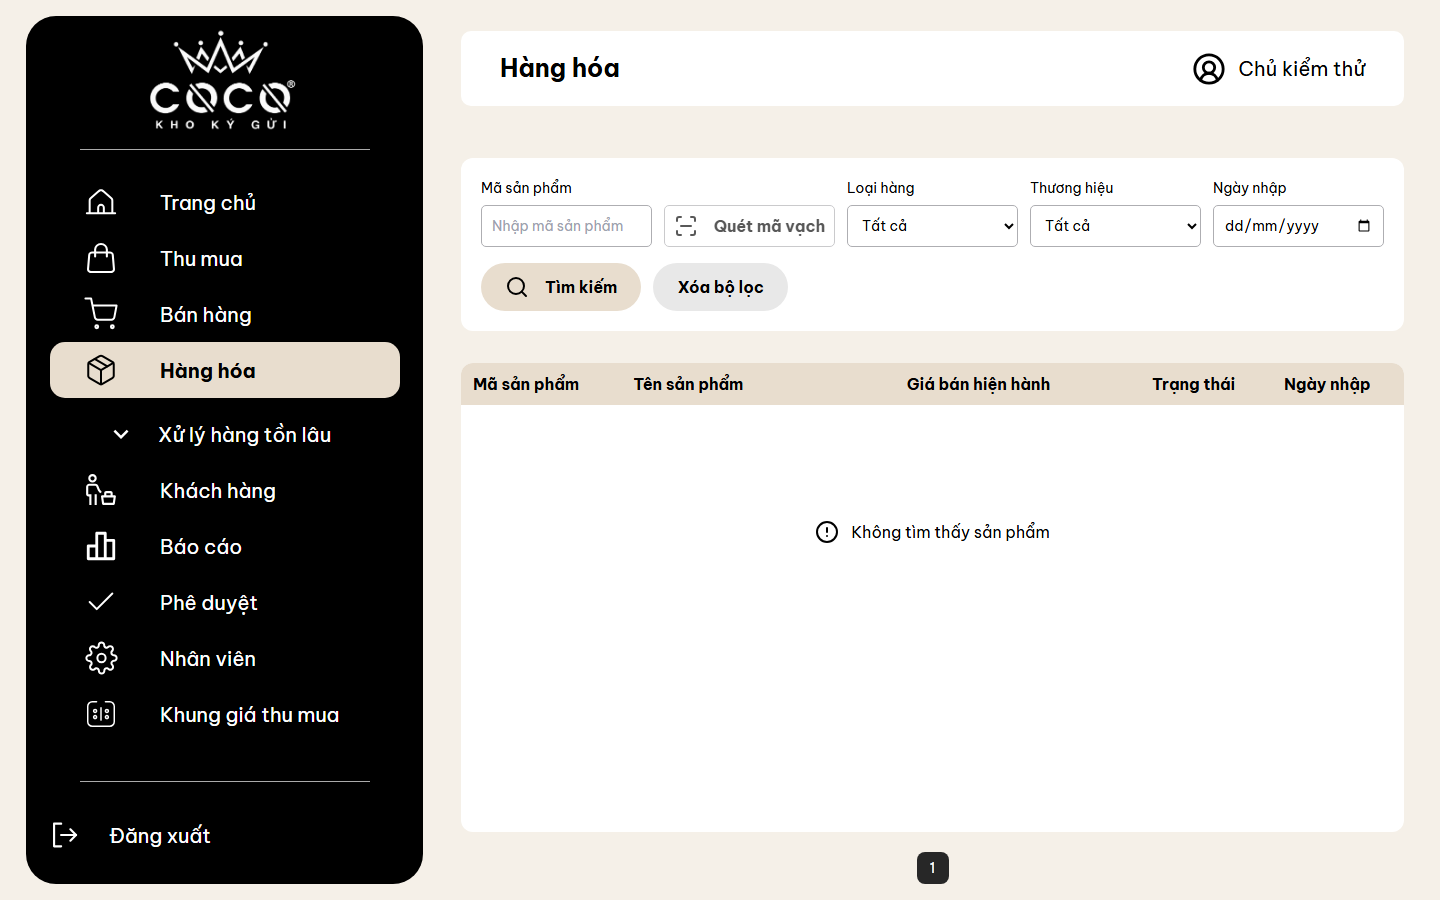 COCO®
KHO KÝ GỬI
Trang chủ
Thu mua
Bán hàng
Hàng hóa
Xử lý hàng tồn lâu
Khách hàng
Báo cáo
Phê duyệt
Nhân viên
Khung giá thu mua
Đăng xuất
Hàng hóa
Chủ kiểm thử
Mã sản phẩm
Loại hàng
Thương hiệu
Ngày nhập
Nhập mã sản phẩm
Quét mã vạch
Tất cả
Tất cả
dd/mm/yyyy
Tìm kiếm
Xóa bộ lọc
Mã sản phẩm
Tên sản phẩm
Giá bán hiện hành
Trạng thái
Ngày nhập
Không tìm thấy sản phẩm
1